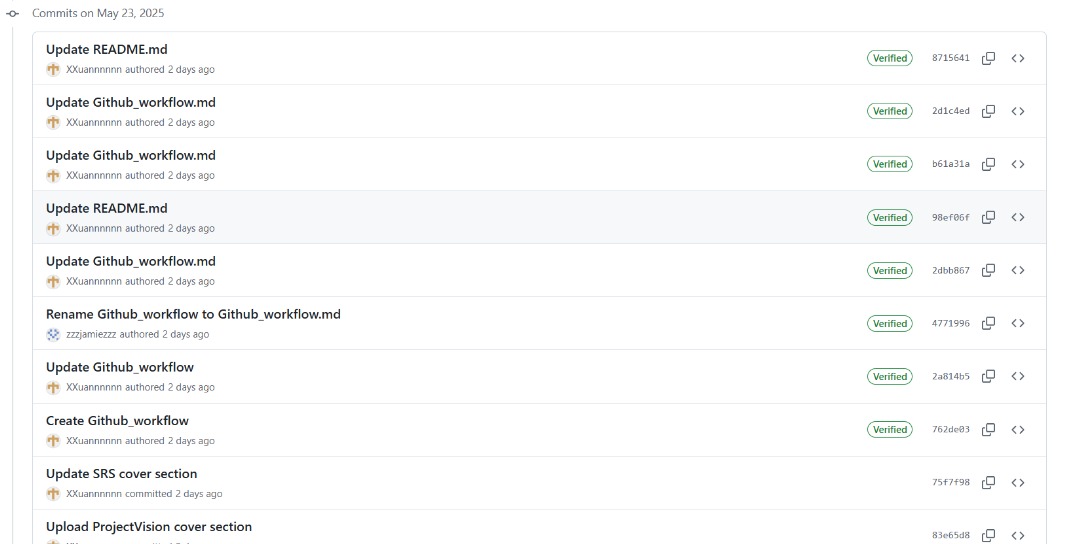 Commits on May 23, 2025
Update README.md
XXuannnnnn authored 2 days ago
Verified
8715641
Update Github_workflow.md
XXuannnnnn authored 2 days ago
Verified
2d1c4ed
Update Github_workflow.md
XXuannnnnn authored 2 days ago
Verified
b61a31a
Update README.md
XXuannnnnn authored 2 days ago
Verified
98ef06f
Update Github_workflow.md
XXuannnnnn authored 2 days ago
Verified
2dbb867
Rename Github_workflow to Github_workflow.md
zzzjamiezzz authored 2 days ago
Verified
4771996
Update Github_workflow
XXuannnnnn authored 2 days ago
Verified
2a814b5
Create Github_workflow
XXuannnnnn authored 2 days ago
Verified
762de03
Update SRS cover section
XXuannnnnn committed 2 days ago
75f7f98
Upload ProjectVision cover section
83e65d8